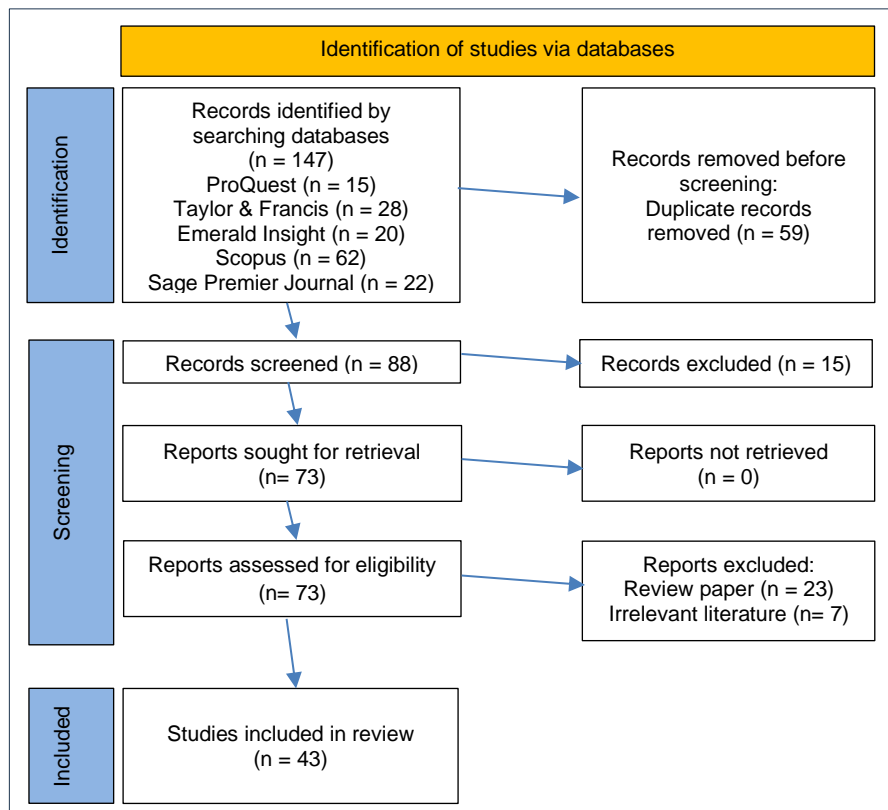 Identification of studies via databases
Identification
Records identified by
searching databases
(n = 147)
ProQuest (n = 15)
Taylor & Francis (n = 28)
Emerald Insight (n = 20)
Scopus (n = 62)
Sage Premier Journal (n = 22)
Records removed before
screening:
Duplicate records
removed (n = 59)
Screening
Records screened (n = 88)
Records excluded (n = 15)
Reports sought for retrieval
(n= 73)
Reports not retrieved
(n = 0)
Reports assessed for eligibility
(n= 73)
Reports excluded:
Review paper (n = 23)
Irrelevant literature (n= 7)
Included
Studies included in review
(n = 43)